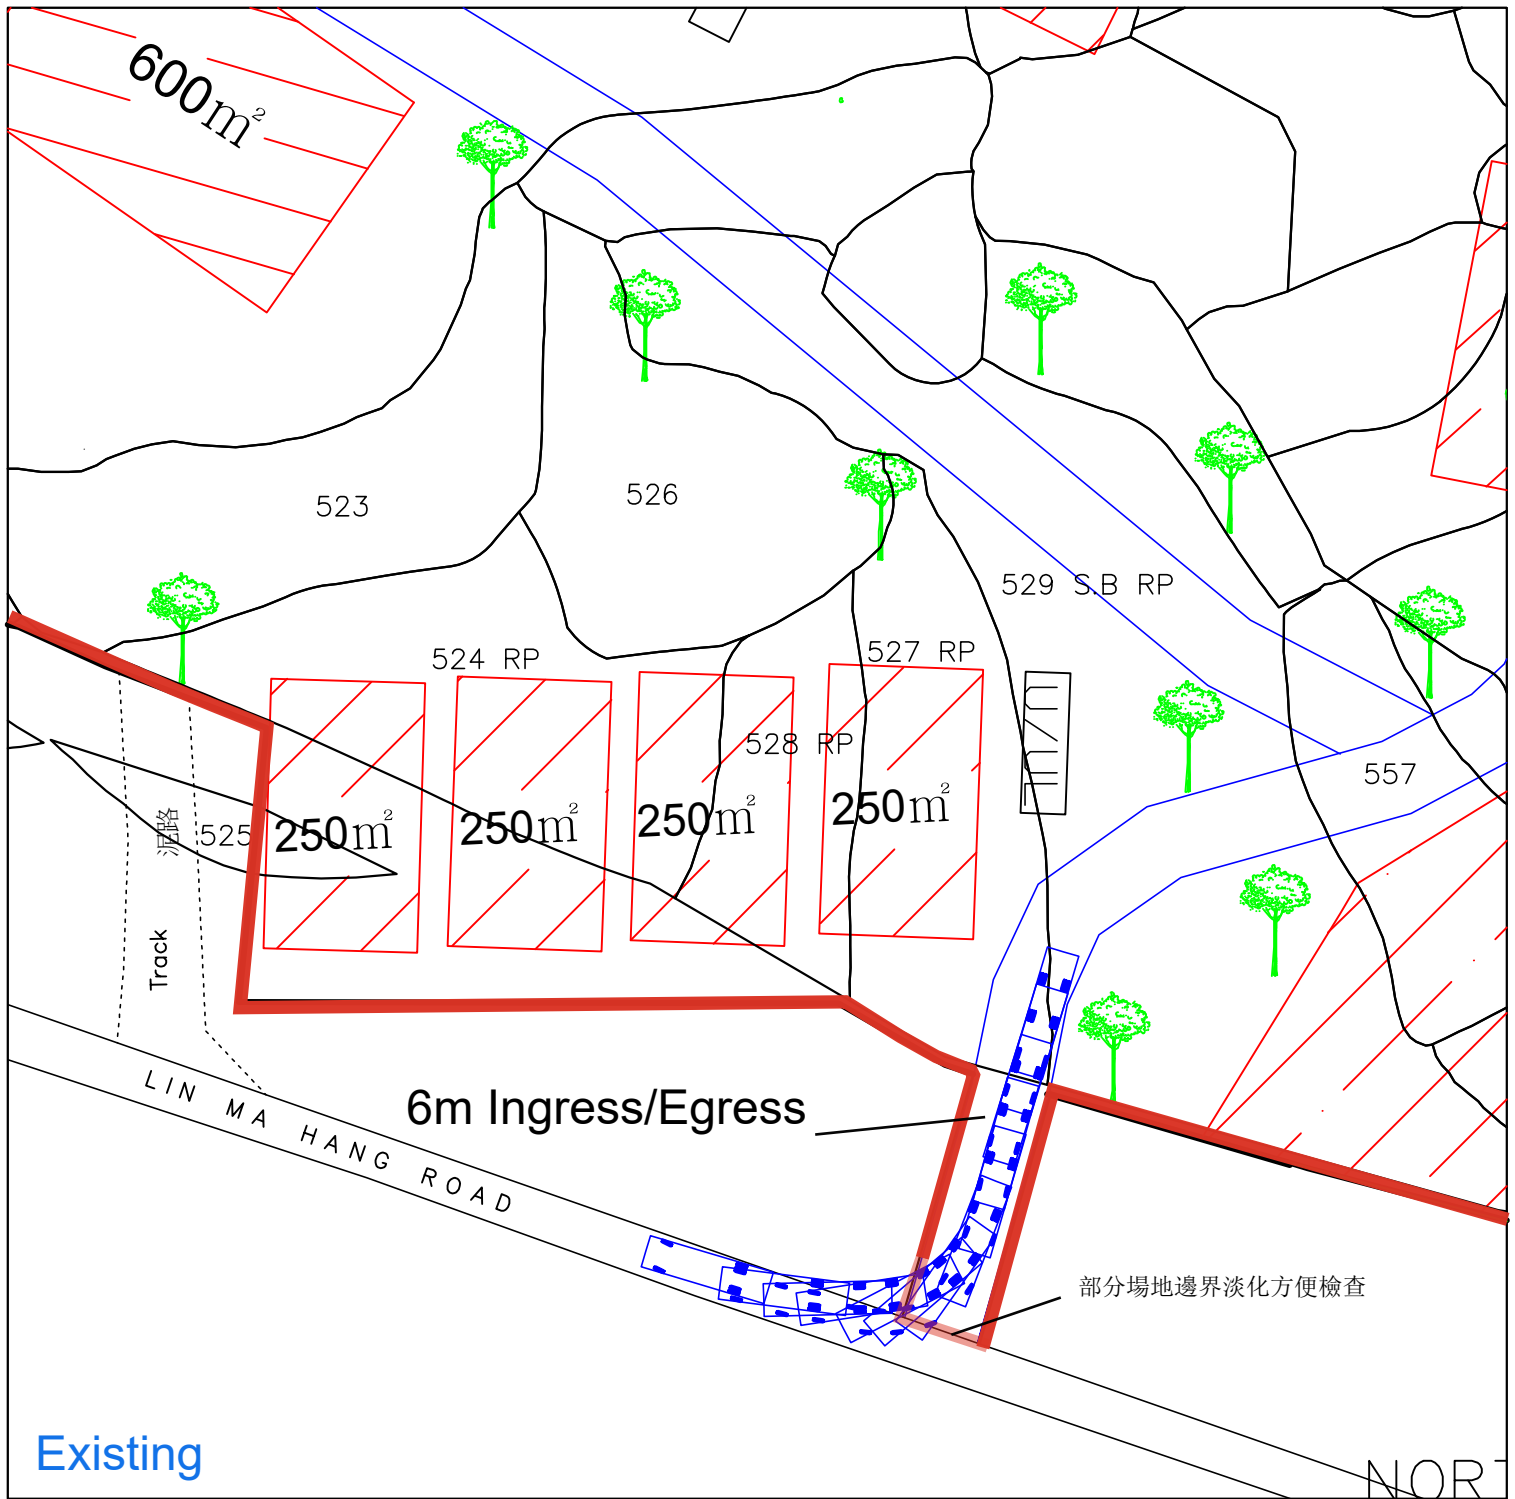 600m²
523
526
529 S.B RP
524 RP
527 RP
528 RP
557
525
250m²
250m²
250m²
250m²
泥路
Track
LIN MA HANG ROAD
6m Ingress/Egress
部分場地邊界淡化方便檢查
Existing
NOR